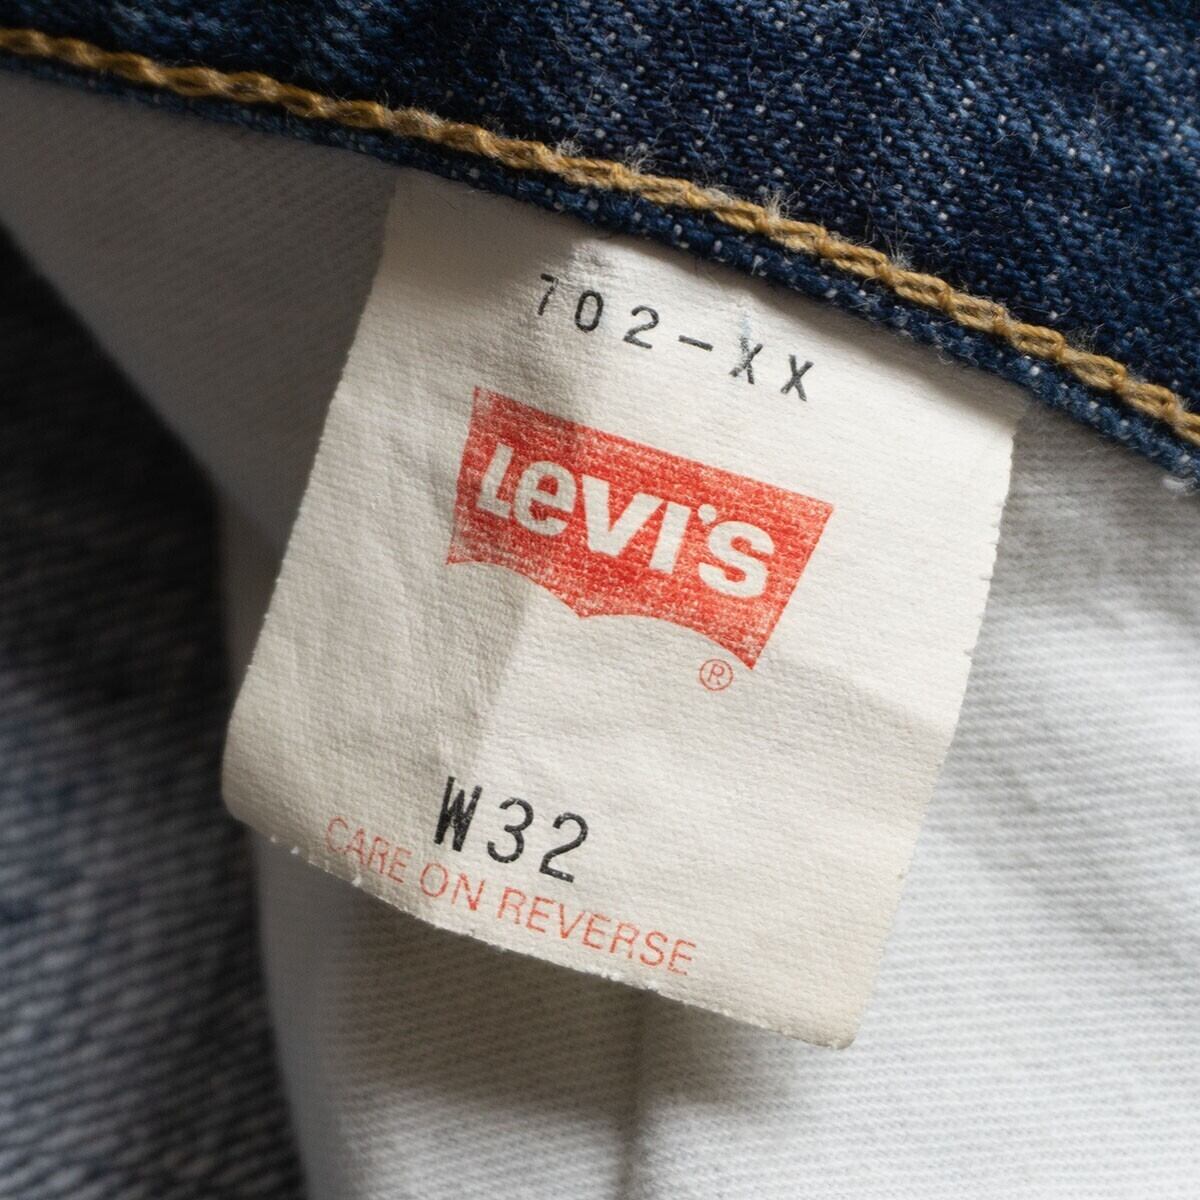 702-XX
Levi's
®
W32
CARE ON REVERSE